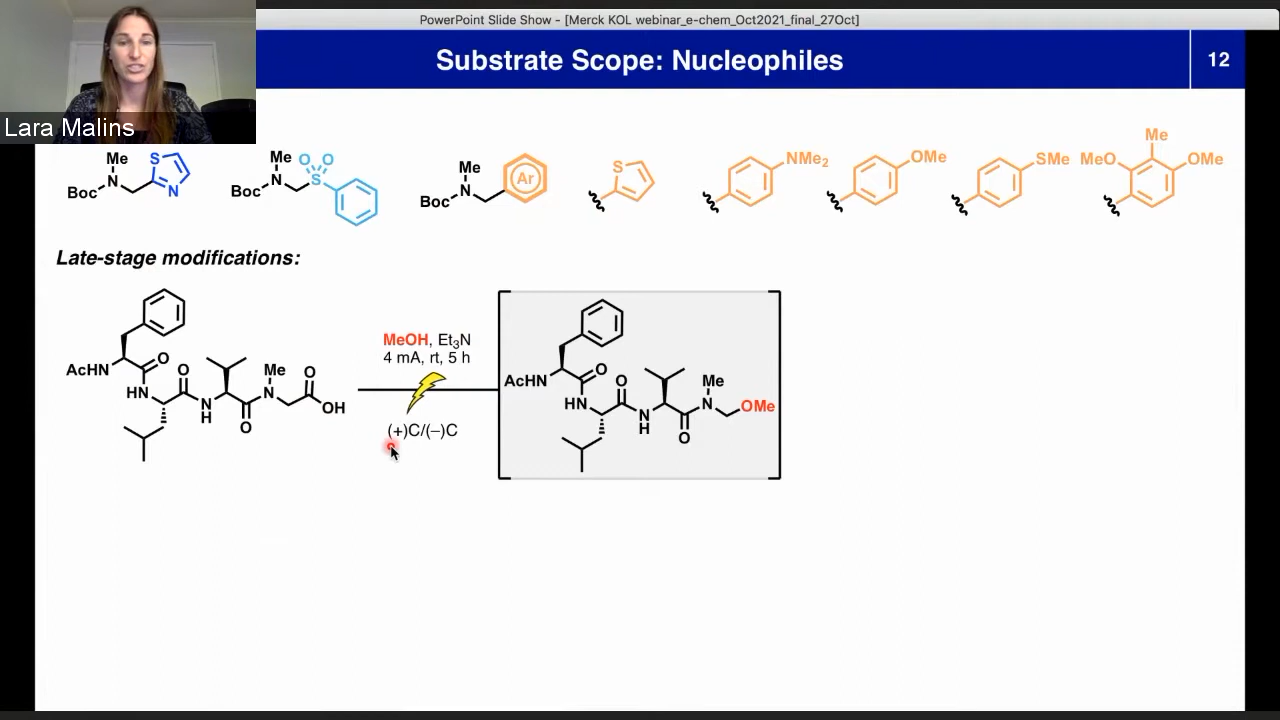 PowerPoint Slide Show - [Merck KOL webinar_e-chem_Oct2021_final_27Oct]
Substrate Scope: Nucleophiles
12
Lara Malins
Me
S
N
Boc
N
Me
O
O
S
Boc
N
Me
Ar
Boc
N
S
NMe2
OMe
SMe
Me
MeO
OMe
Late-stage modifications:
AcHN
O
HN
O
N
H
O
Me
N
O
OH
MeOH, Et3N
4 mA, rt, 5 h
(+)C/(–)C
AcHN
O
HN
O
N
H
O
Me
N
OMe